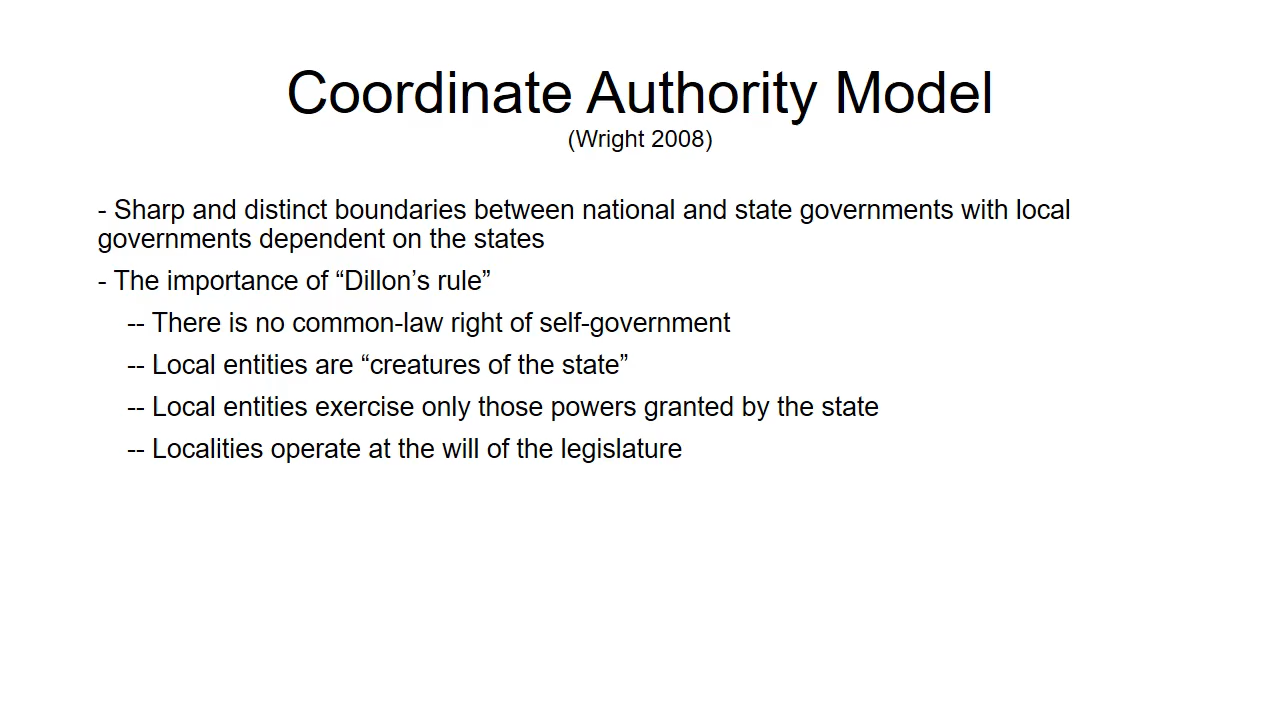 Coordinate Authority Model
(Wright 2008)
- Sharp and distinct boundaries between national and state governments with local
governments dependent on the states
- The importance of “Dillon’s rule”
-- There is no common-law right of self-government
-- Local entities are “creatures of the state”
-- Local entities exercise only those powers granted by the state
-- Localities operate at the will of the legislature